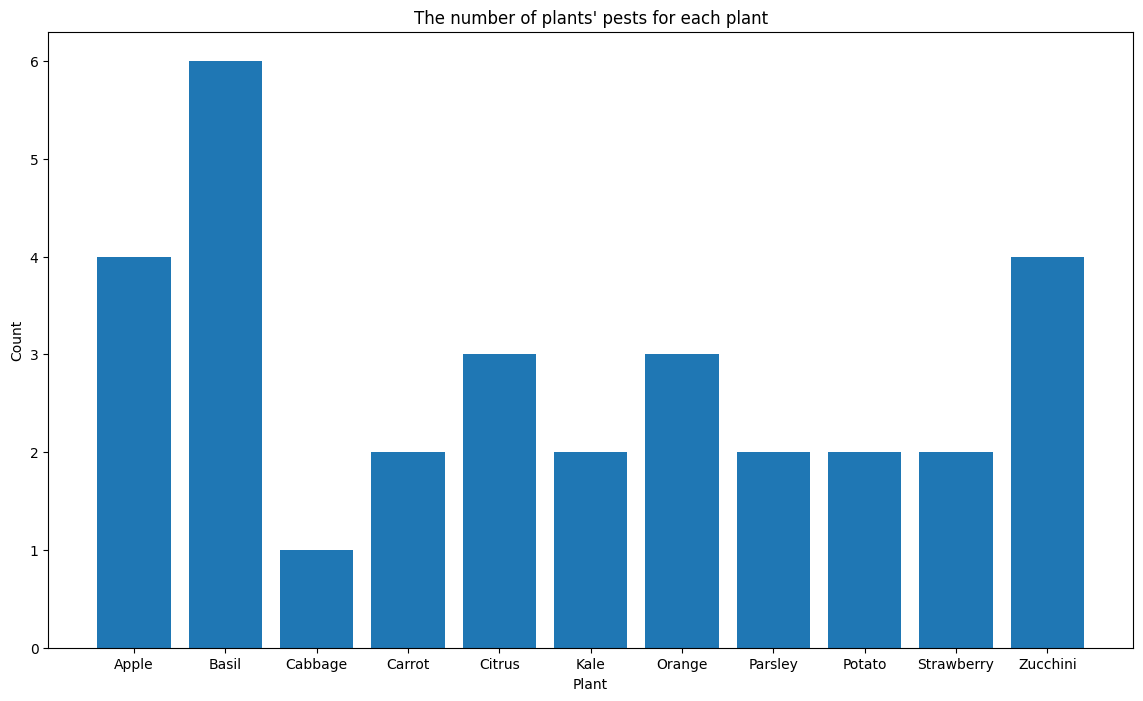 The number of plants' pests for each plant
Count
6
5
4
3
2
1
0
Apple Basil Cabbage Carrot Citrus Kale Orange Parsley Potato Strawberry Zucchini
Plant